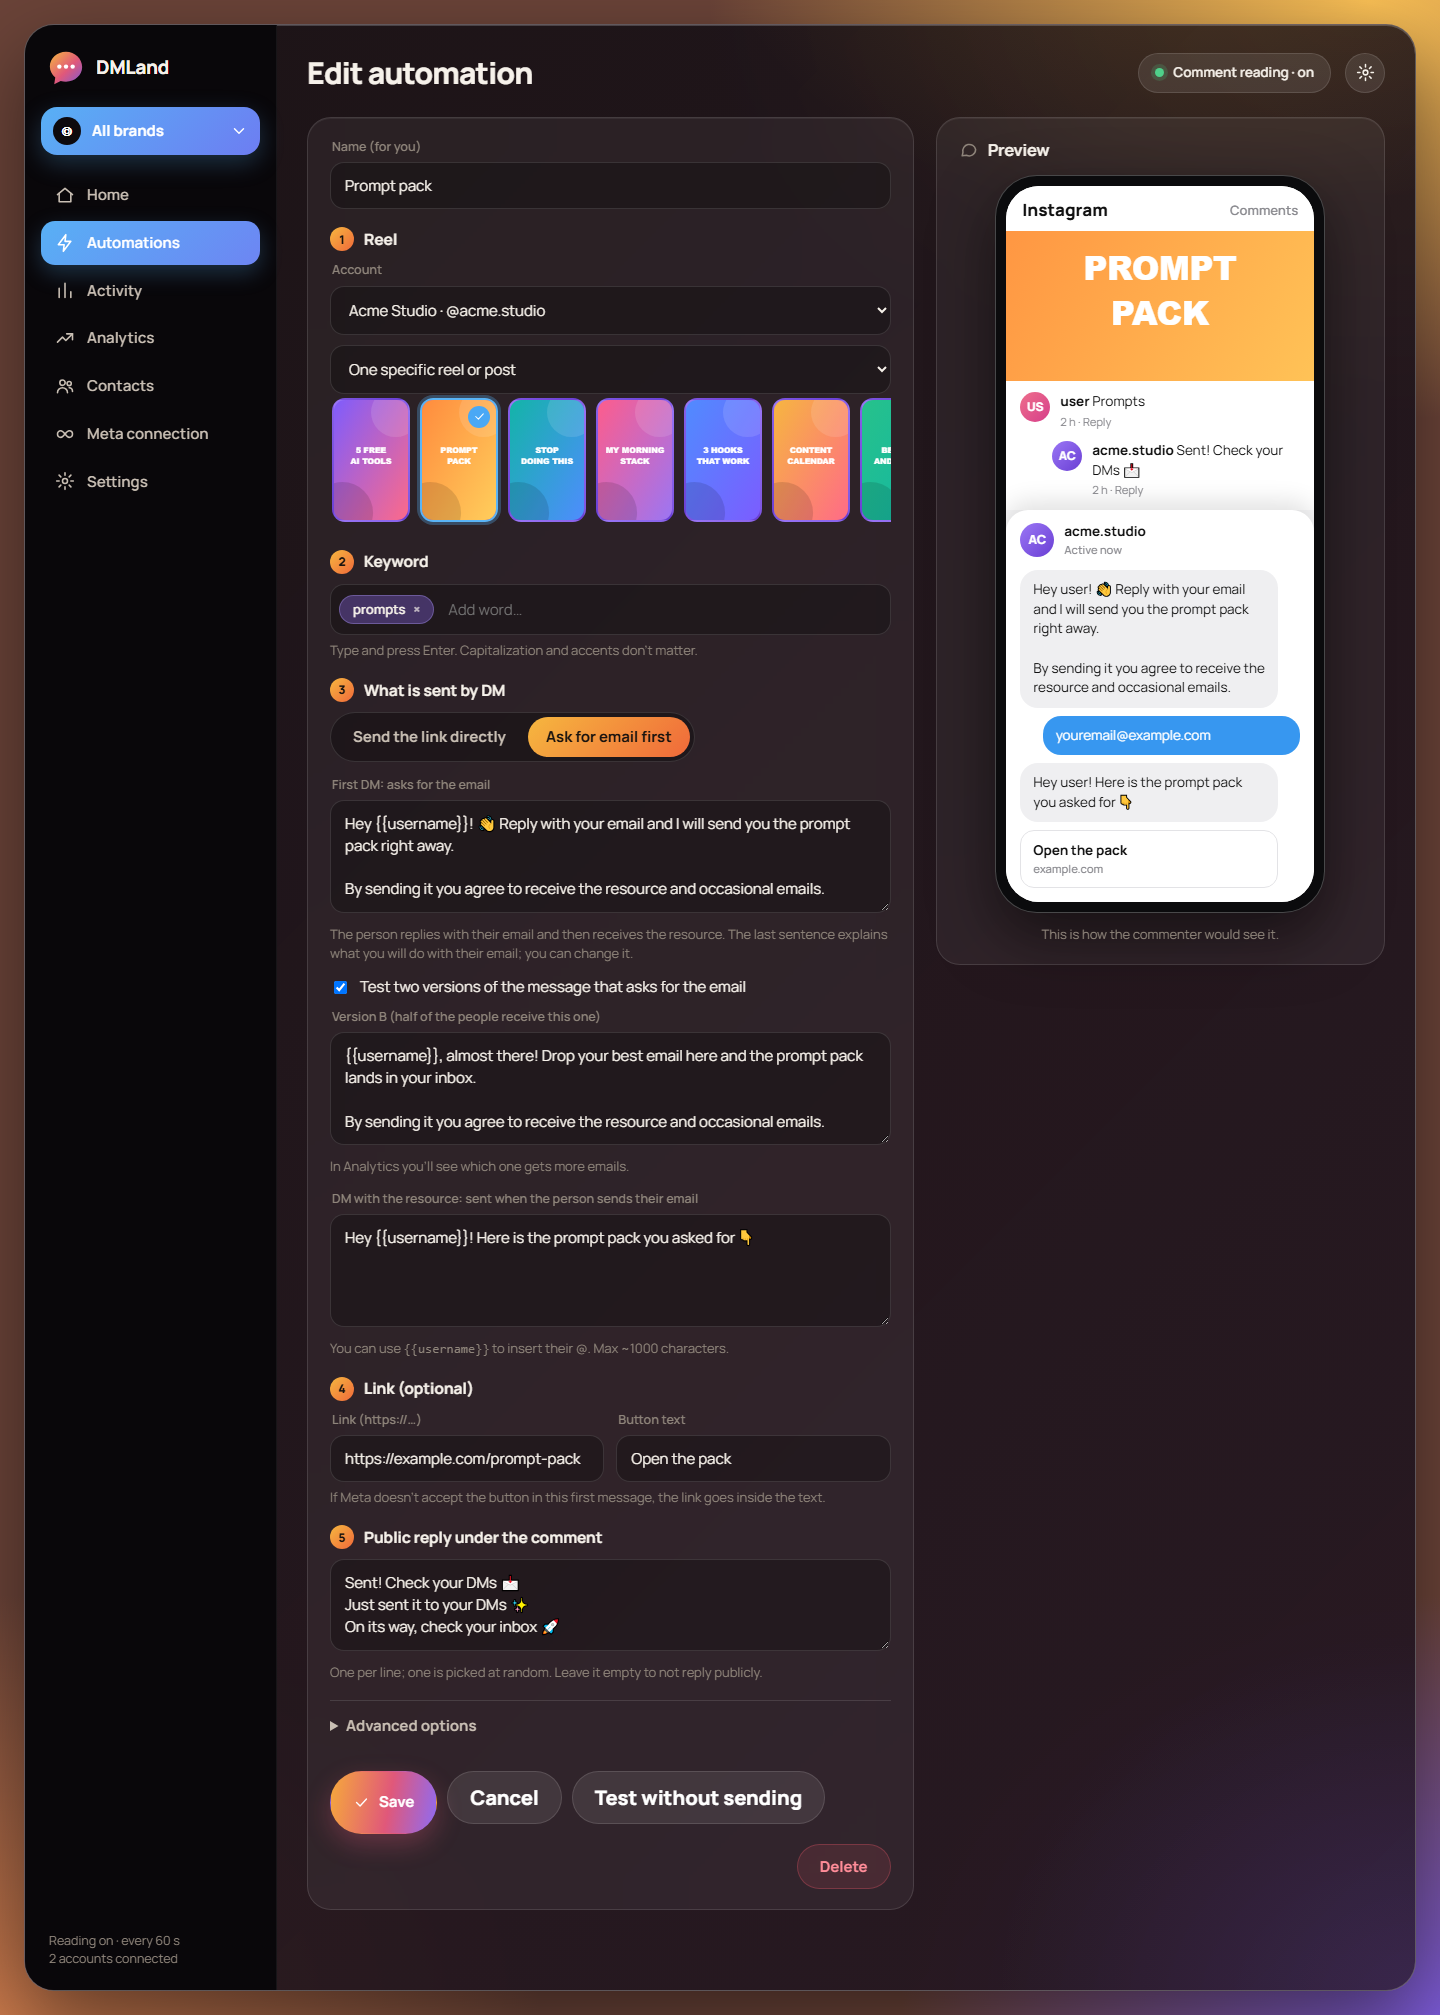 DMLand
All brands
Home
Automations
Activity
Analytics
Contacts
Meta connection
Settings
Reading on · every 60 s
2 accounts connected
Edit automation
Comment reading · on
Name (for you)
Prompt pack
1 Reel
Account
Acme Studio · @acme.studio
One specific reel or post
5 FREE
AI TOOLS
PROMPT
PACK
STOP
DOING THIS
MY MORNING
STACK
3 HOOKS
THAT WORK
CONTENT
CALENDAR
2 Keyword
prompts × Add word...
Type and press Enter. Capitalization and accents don't matter.
3 What is sent by DM
Send the link directly
Ask for email first
First DM: asks for the email
Hey {{username}}! 👋 Reply with your email and I will send you the prompt
pack right away.
By sending it you agree to receive the resource and occasional emails.
The person replies with their email and then receives the resource. The last sentence explains
what you will do with their email; you can change it.
Test two versions of the message that asks for the email
Version B (half of the people receive this one)
{{username}}, almost there! Drop your best email here and the prompt pack
lands in your inbox.
By sending it you agree to receive the resource and occasional emails.
In Analytics you'll see which one gets more emails.
DM with the resource: sent when the person sends their email
Hey {{username}}! Here is the prompt pack you asked for 👇
You can use {{username}} to insert their @. Max ~1000 characters.
4 Link (optional)
Link (https://...)
Button text
https://example.com/prompt-pack
Open the pack
If Meta doesn't accept the button in this first message, the link goes inside the text.
5 Public reply under the comment
Sent! Check your DMs 📩
Just sent it to your DMs ✨
On its way, check your inbox 🚀
One per line; one is picked at random. Leave it empty to not reply publicly.
Advanced options
Save
Cancel
Test without sending
Delete
Preview
Instagram
Comments
PROMPT
PACK
US
user Prompts
2 h · Reply
AC
acme.studio Sent! Check your
DMs 📩
2 h · Reply
AC
acme.studio
Active now
Hey user! 👋 Reply with your email
and I will send you the prompt pack
right away.
By sending it you agree to receive the
resource and occasional emails.
youremail@example.com
Hey user! Here is the prompt pack
you asked for 👇
Open the pack
example.com
This is how the commenter would see it.